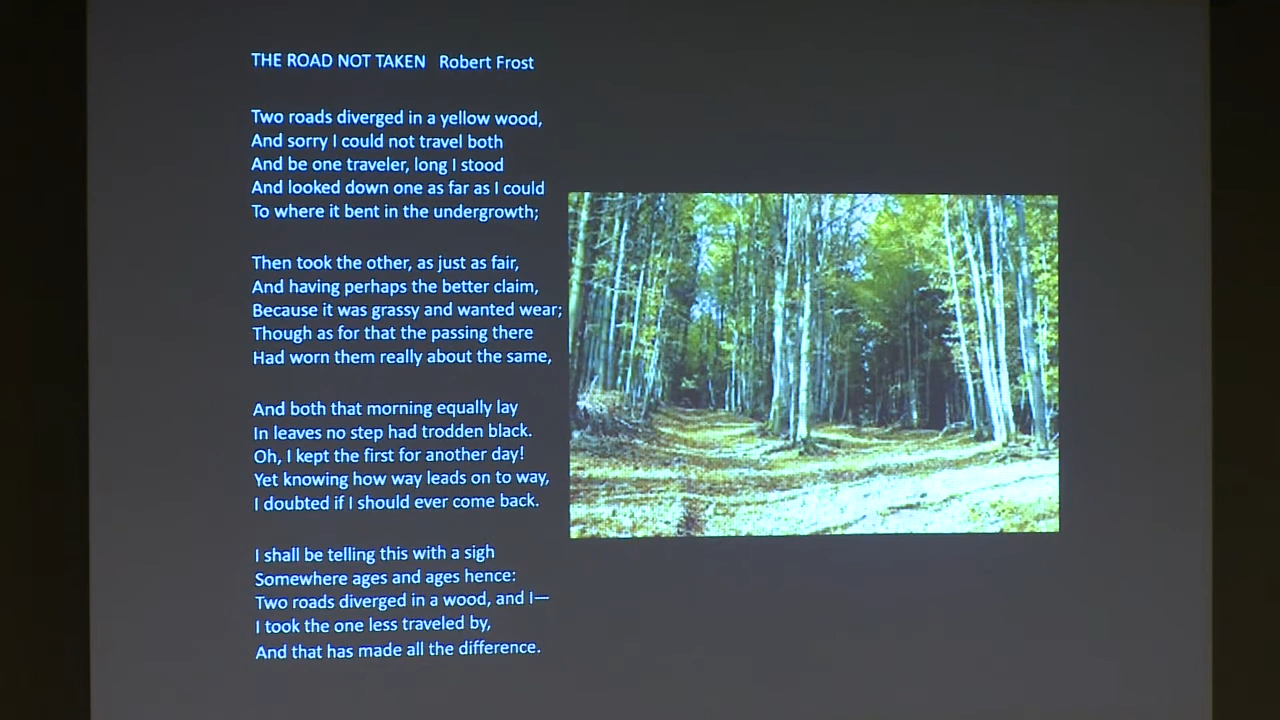 THE ROAD NOT TAKEN Robert Frost
Two roads diverged in a yellow wood,
And sorry I could not travel both
And be one traveler, long I stood
And looked down one as far as I could
To where it bent in the undergrowth;
Then took the other, as just as fair,
And having perhaps the better claim,
Because it was grassy and wanted wear;
Though as for that the passing there
Had worn them really about the same,
And both that morning equally lay
In leaves no step had trodden black.
Oh, I kept the first for another day!
Yet knowing how way leads on to way,
I doubted if I should ever come back.
I shall be telling this with a sigh
Somewhere ages and ages hence:
Two roads diverged in a wood, and I—
I took the one less traveled by,
And that has made all the difference.